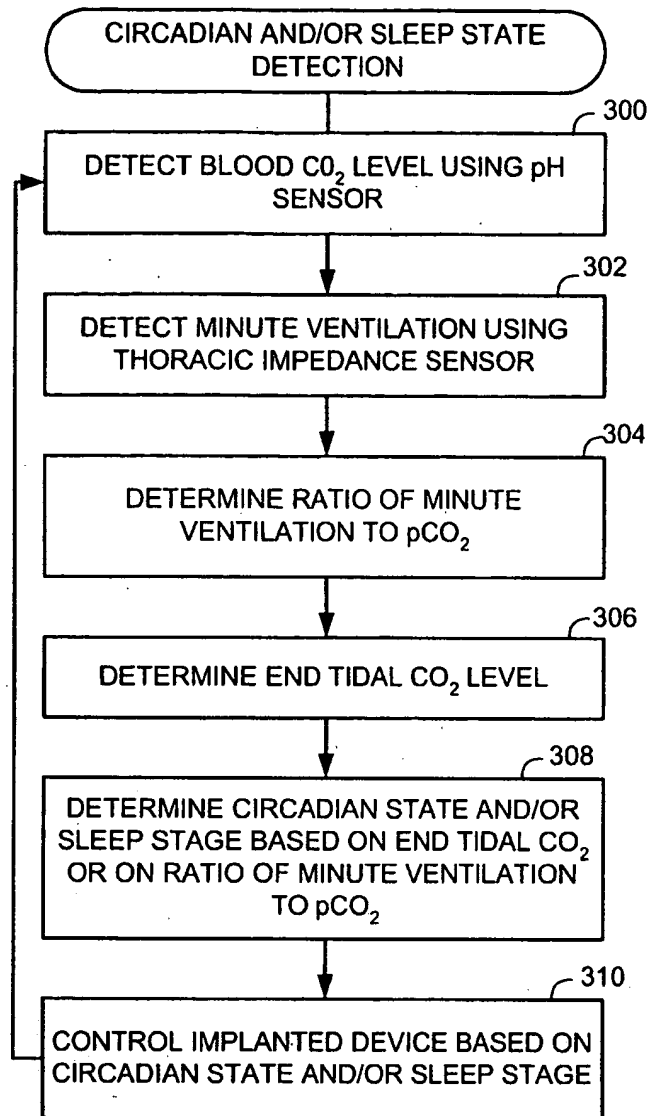 CIRCADIAN AND/OR SLEEP STATE
DETECTION
300
DETECT BLOOD C0₂ LEVEL USING pH
SENSOR
302
DETECT MINUTE VENTILATION USING
THORACIC IMPEDANCE SENSOR
304
DETERMINE RATIO OF MINUTE
VENTILATION TO pCO₂
306
DETERMINE END TIDAL CO₂ LEVEL
308
DETERMINE CIRCADIAN STATE AND/OR
SLEEP STAGE BASED ON END TIDAL CO₂
OR ON RATIO OF MINUTE VENTILATION
TO pCO₂
310
CONTROL IMPLANTED DEVICE BASED ON
CIRCADIAN STATE AND/OR SLEEP STAGE